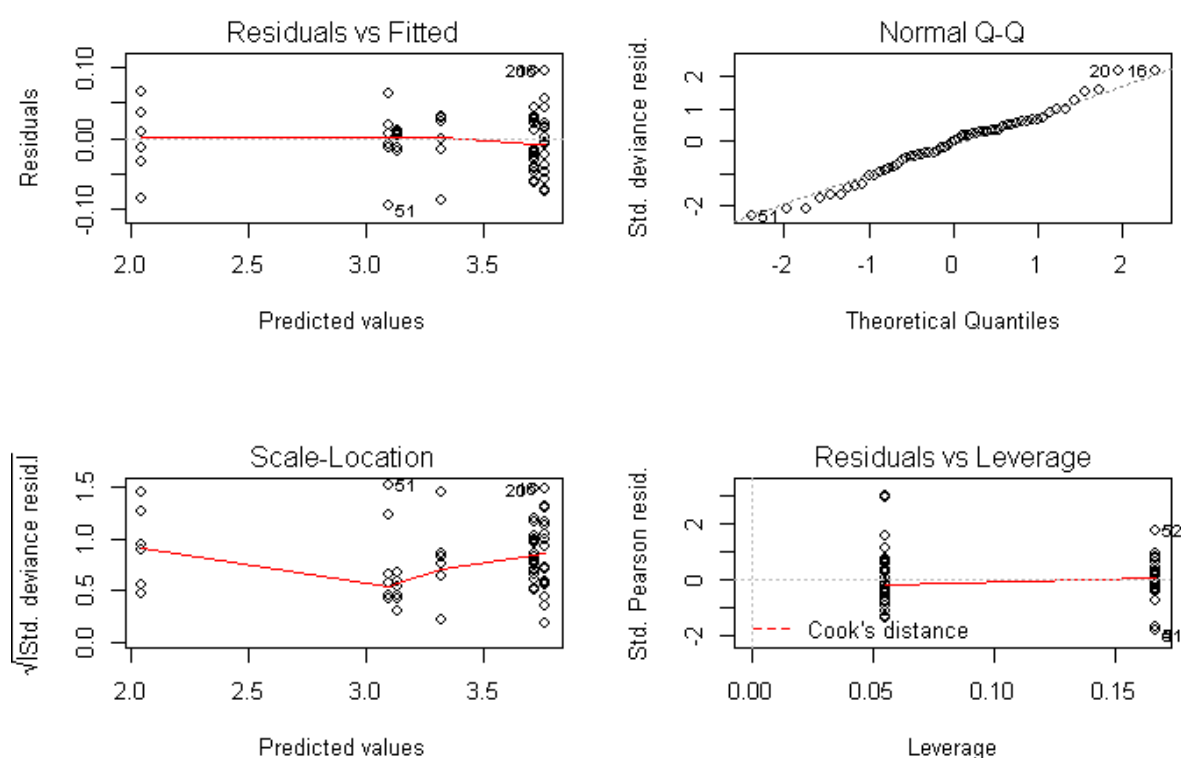 Residuals vs Fitted
Residuals
0.10
0.00
-0.10
2016
51
2.0 2.5 3.0 3.5
Predicted values
Normal Q-Q
Std. deviance resid.
2
1
0
-2
20 16
51
-2 -1 0 1 2
Theoretical Quantiles
Scale-Location
√|Std. deviance resid.|
1.5
1.0
0.5
0.0
51
2016
2.0 2.5 3.0 3.5
Predicted values
Residuals vs Leverage
Std. Pearson resid.
2
0
-2
52
51
Cook's distance
0.00 0.05 0.10 0.15
Leverage